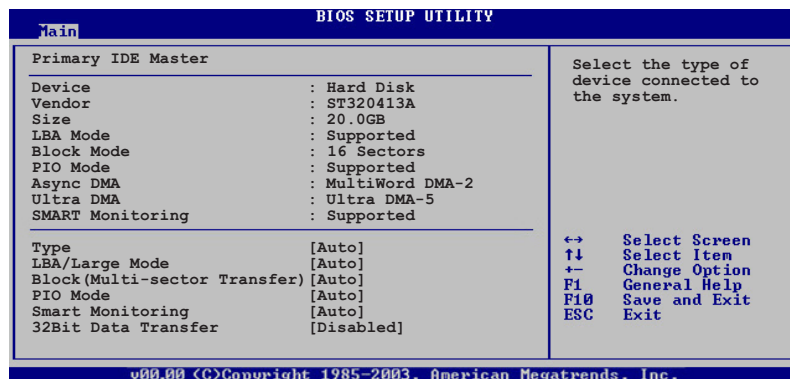 BIOS SETUP UTILITY
Main
Primary IDE Master
Device : Hard Disk
Vendor : ST320413A
Size : 20.0GB
LBA Mode : Supported
Block Mode : 16 Sectors
PIO Mode : Supported
Async DMA : MultiWord DMA-2
Ultra DMA : Ultra DMA-5
SMART Monitoring : Supported
Type [Auto]
LBA/Large Mode [Auto]
Block(Multi-sector Transfer)[Auto]
PIO Mode [Auto]
Smart Monitoring [Auto]
32Bit Data Transfer [Disabled]
Select the type of
device connected to
the system.
←→ Select Screen
↑↓ Select Item
+- Change Option
F1 General Help
F10 Save and Exit
ESC Exit
v00.00 (C)Copyright 1985-2003, American Megatrends, Inc.